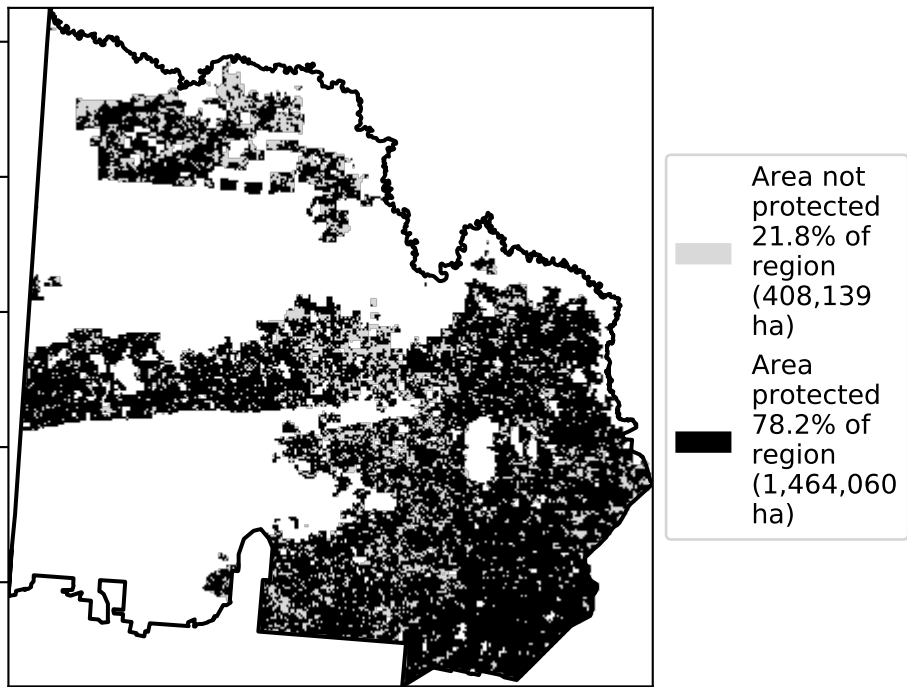 Area not
protected
21.8% of
region
(408,139
ha)
Area
protected
78.2% of
region
(1,464,060
ha)